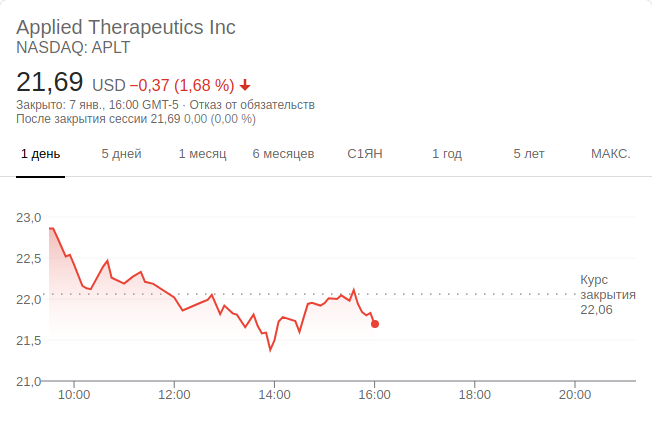 Applied Therapeutics Inc
NASDAQ: APLT
21,69 USD −0,37 (1,68 %)
Закрыто: 7 янв., 16:00 GMT-5 · Отказ от обязательств
После закрытия сессии 21,69 0,00 (0,00 %)
1 день 5 дней 1 месяц 6 месяцев С1ЯН 1 год 5 лет МАКС.
23,0
22,5
22,0
21,5
21,0
Курс
закрытия
22,06
10:00 12:00 14:00 16:00 18:00 20:00